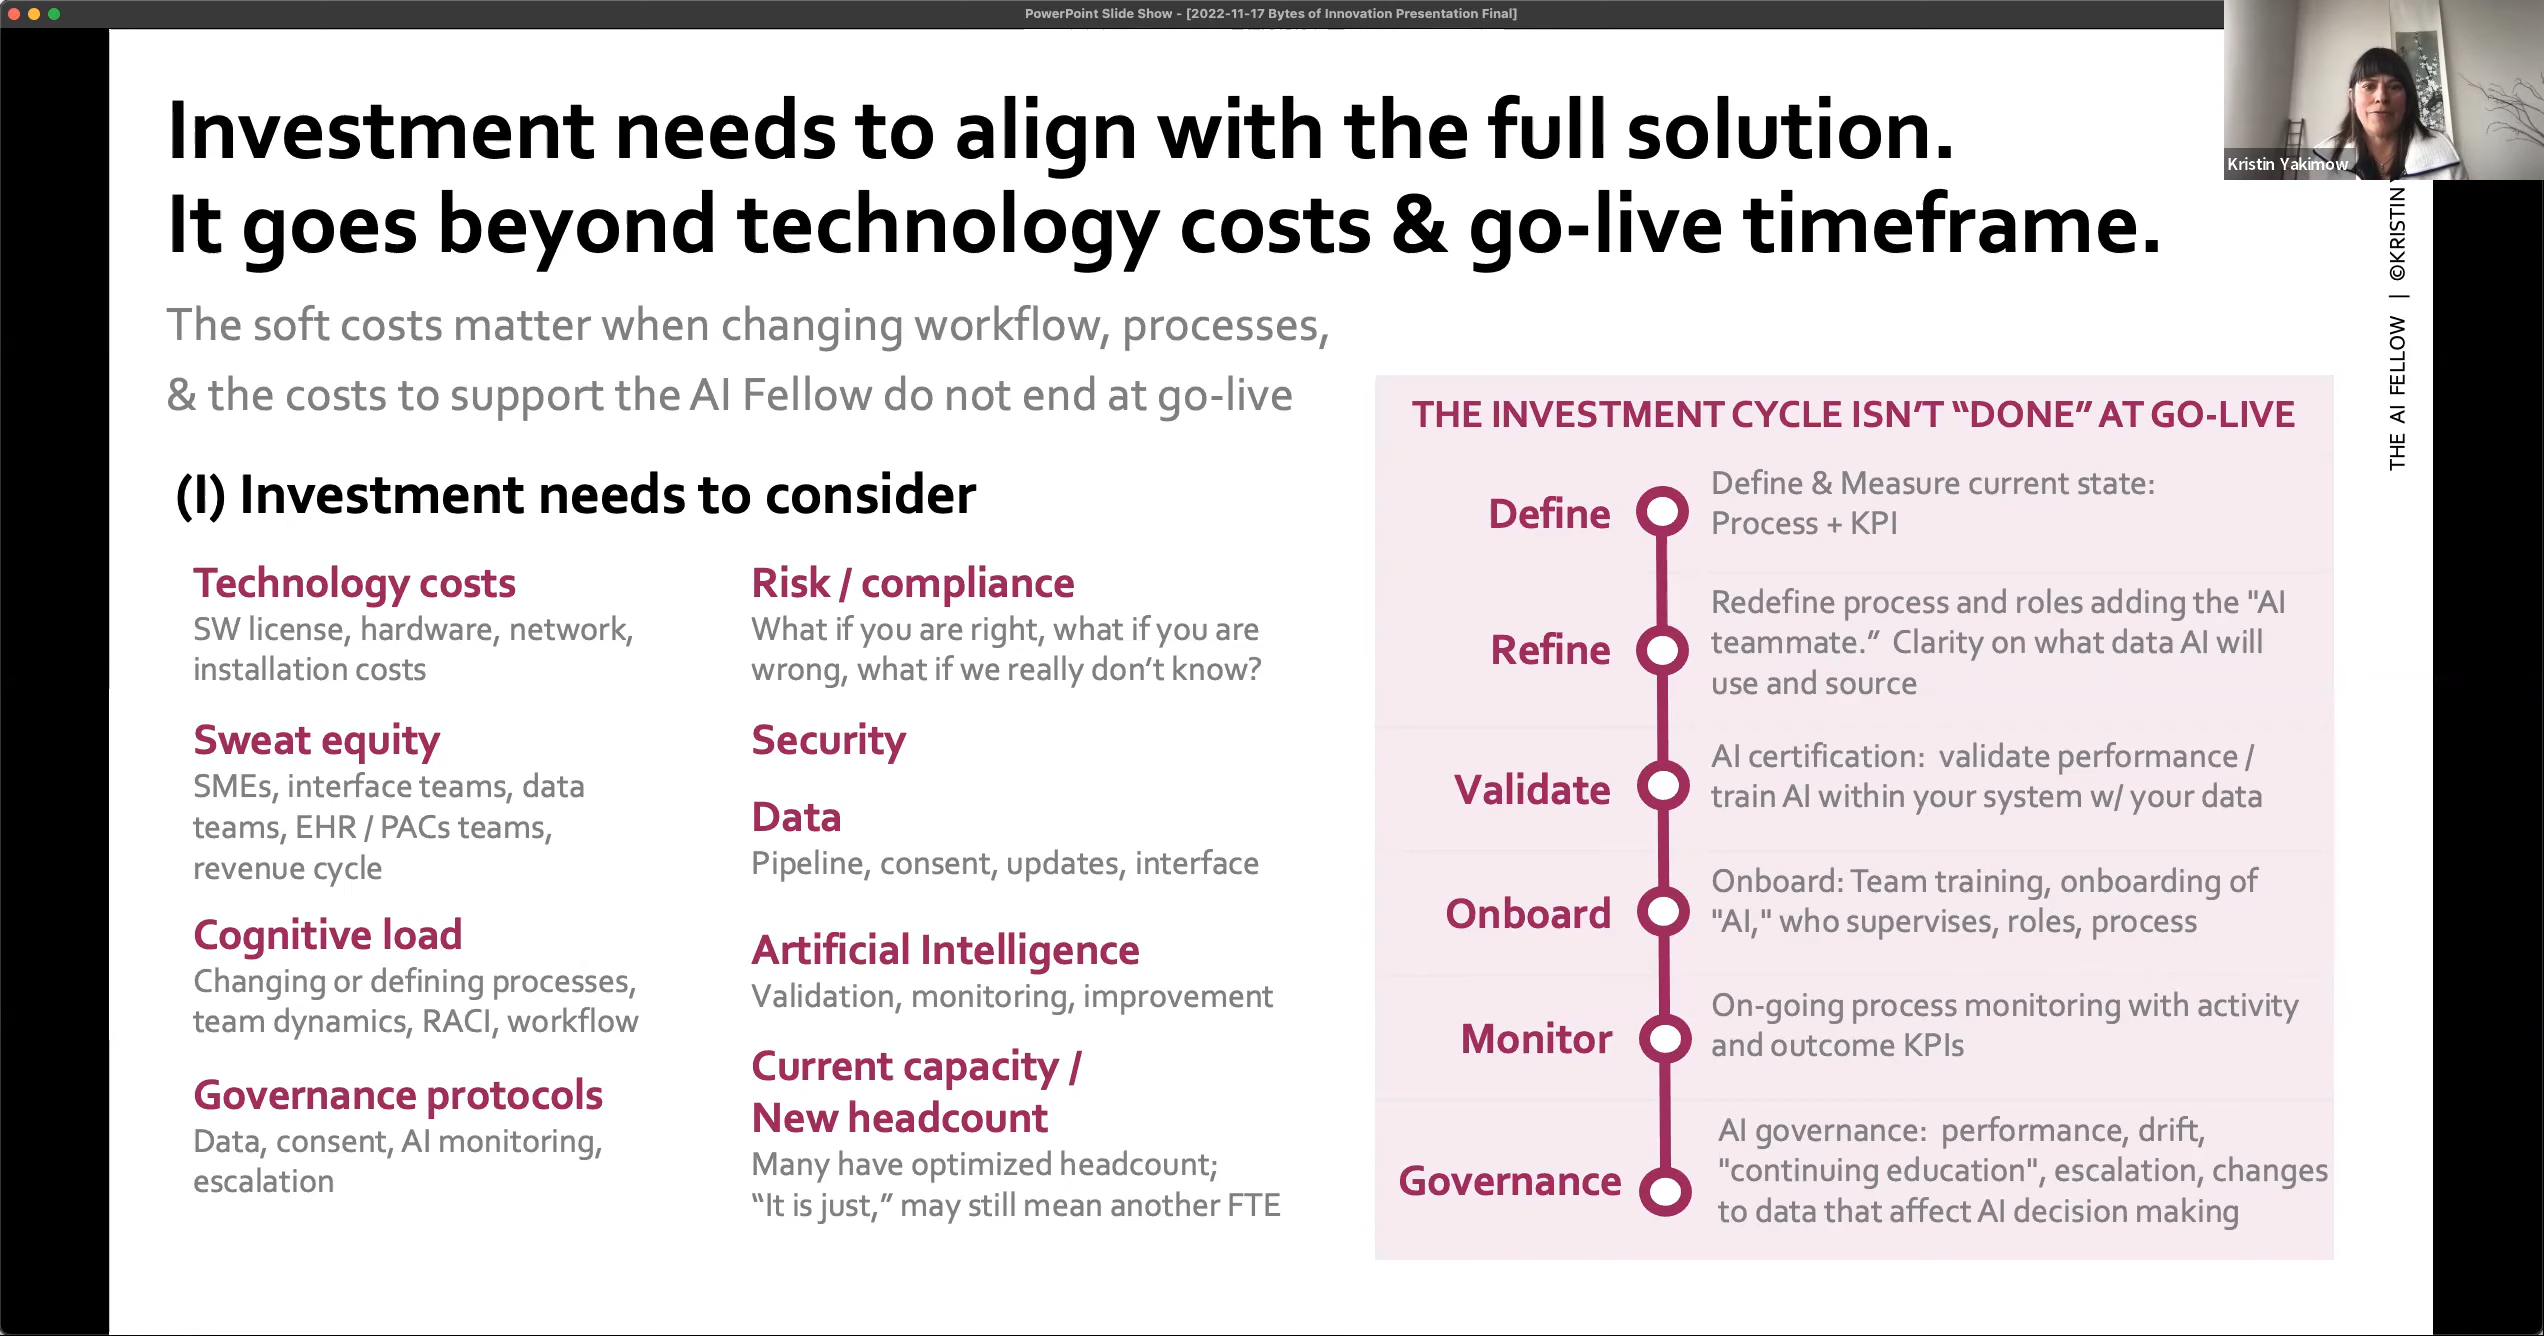 PowerPoint Slide Show - [2022-11-17 Bytes of Innovation Presentation Final]
Kristin Yakimow
Investment needs to align with the full solution.
It goes beyond technology costs & go-live timeframe.
The soft costs matter when changing workflow, processes,
& the costs to support the AI Fellow do not end at go-live
(I) Investment needs to consider
Technology costs
SW license, hardware, network,
installation costs
Sweat equity
SMEs, interface teams, data
teams, EHR / PACs teams,
revenue cycle
Cognitive load
Changing or defining processes,
team dynamics, RACI, workflow
Governance protocols
Data, consent, AI monitoring,
escalation
Risk / compliance
What if you are right, what if you are
wrong, what if we really don’t know?
Security
Data
Pipeline, consent, updates, interface
Artificial Intelligence
Validation, monitoring, improvement
Current capacity /
New headcount
Many have optimized headcount;
“It is just,” may still mean another FTE
THE INVESTMENT CYCLE ISN’T “DONE” AT GO-LIVE
Define
Define & Measure current state:
Process + KPI
Refine
Redefine process and roles adding the "AI
teammate.”  Clarity on what data AI will
use and source
Validate
AI certification:  validate performance /
train AI within your system w/ your data
Onboard
Onboard: Team training, onboarding of
"AI," who supervises, roles, process
Monitor
On-going process monitoring with activity
and outcome KPIs
Governance
AI governance:  performance, drift,
"continuing education", escalation, changes
to data that affect AI decision making
THE AI FELLOW | ©KRISTIN